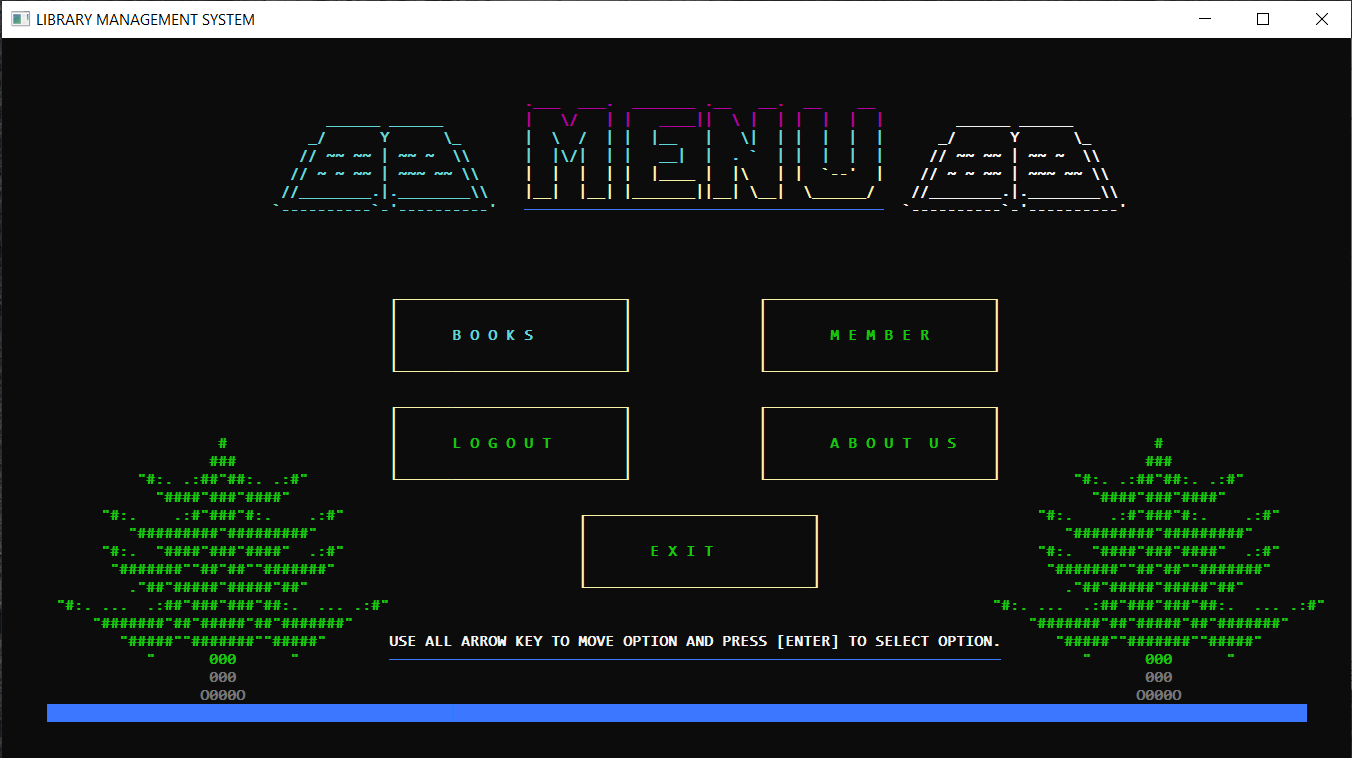 LIBRARY MANAGEMENT SYSTEM
MENU
B O O K S
M E M B E R
L O G O U T
A B O U T  U S
E X I T
USE ALL ARROW KEY TO MOVE OPTION AND PRESS [ENTER] TO SELECT OPTION.